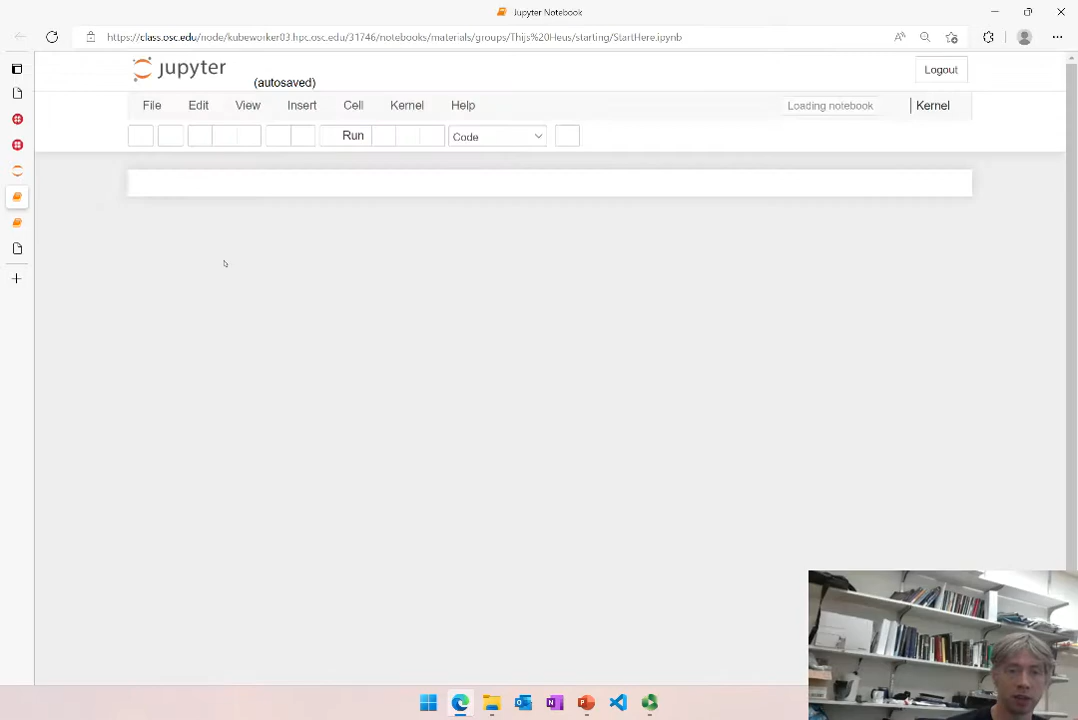 Jupyter Notebook
https://class.osc.edu/node/kubeworker03.hpc.osc.edu/31746/notebooks/materials/groups/Thijs%20Heus/starting/StartHere.ipynb
jupyter
(autosaved)
Logout
File Edit View Insert Cell Kernel Help
Loading notebook Kernel
Run Code